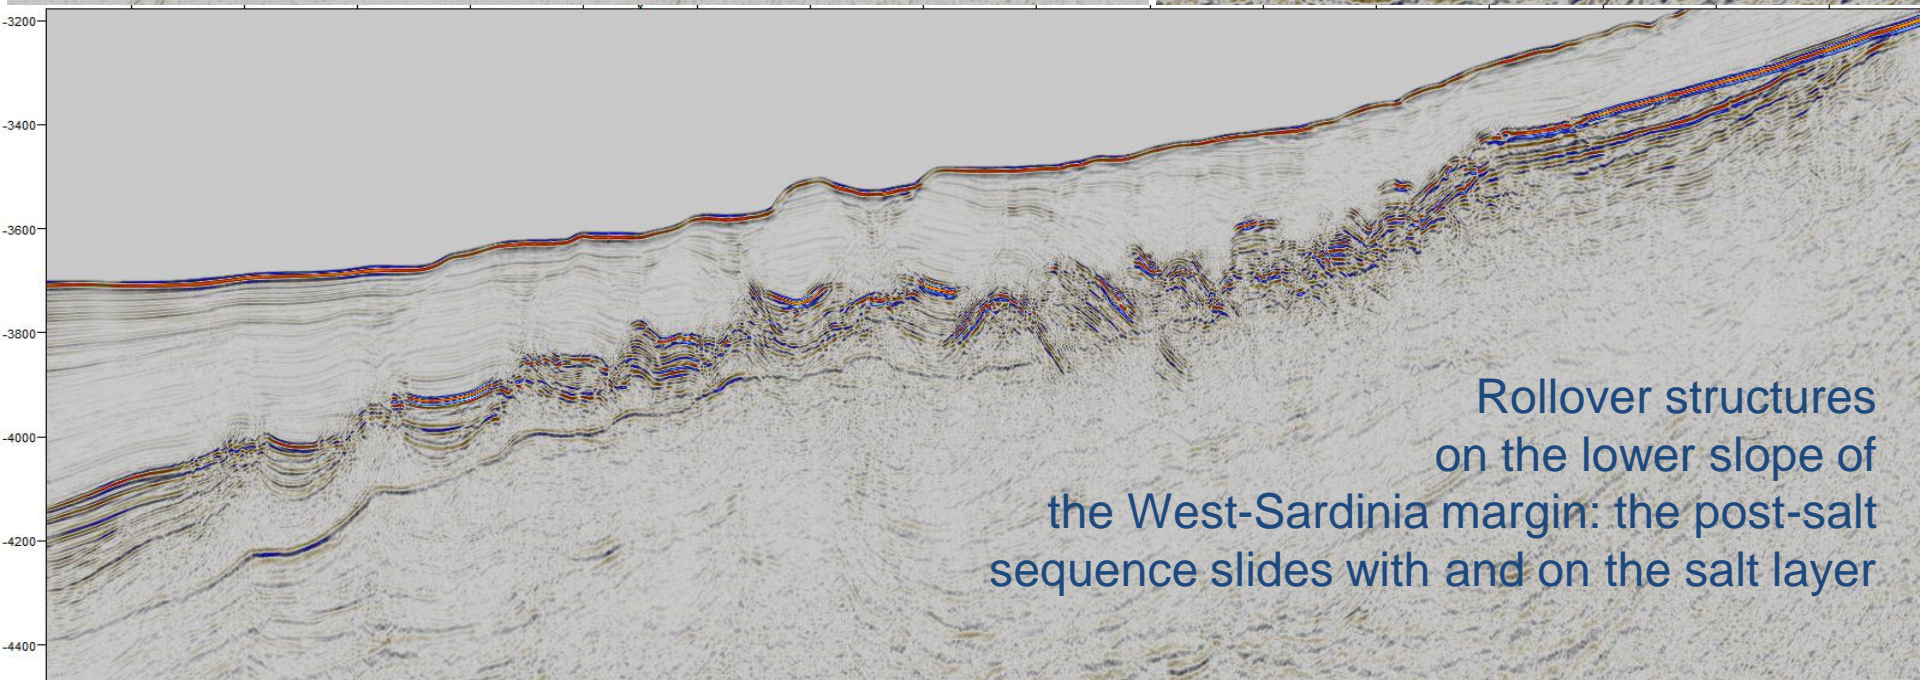 -3200
-3400
-3600
-3800
-4000
-4200
-4400
Rollover structures
on the lower slope of
the West-Sardinia margin: the post-salt
sequence slides with and on the salt layer